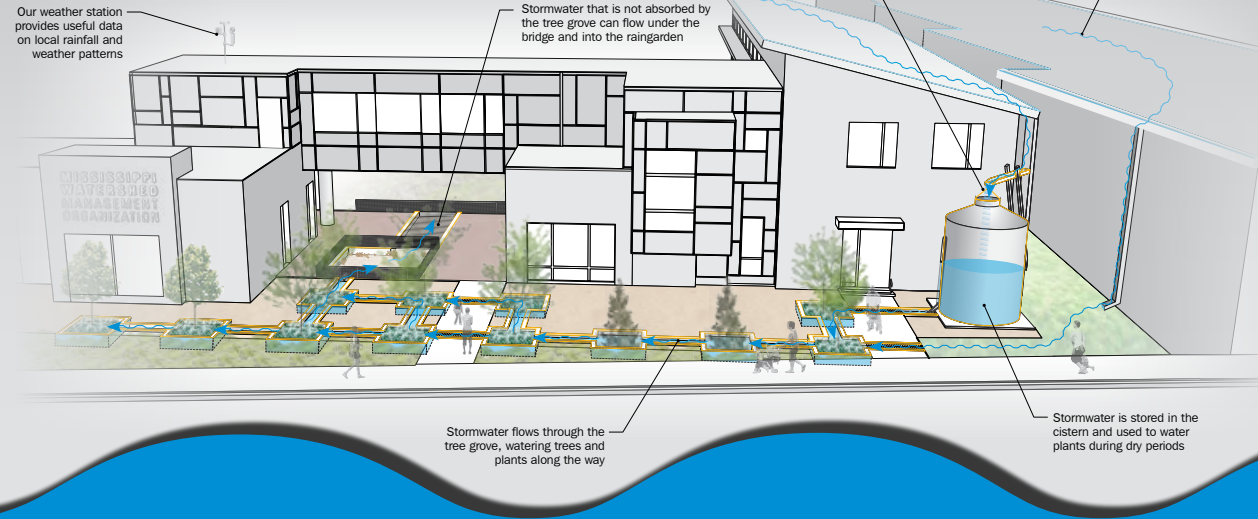 Our weather station
provides useful data
on local rainfall and
weather patterns
Stormwater that is not absorbed by
the tree grove can flow under the
bridge and into the raingarden
MISSISSIPPI
WATERSHED
MANAGEMENT
ORGANIZATION
Stormwater flows through the
tree grove, watering trees and
plants along the way
Stormwater is stored in the
cistern and used to water
plants during dry periods